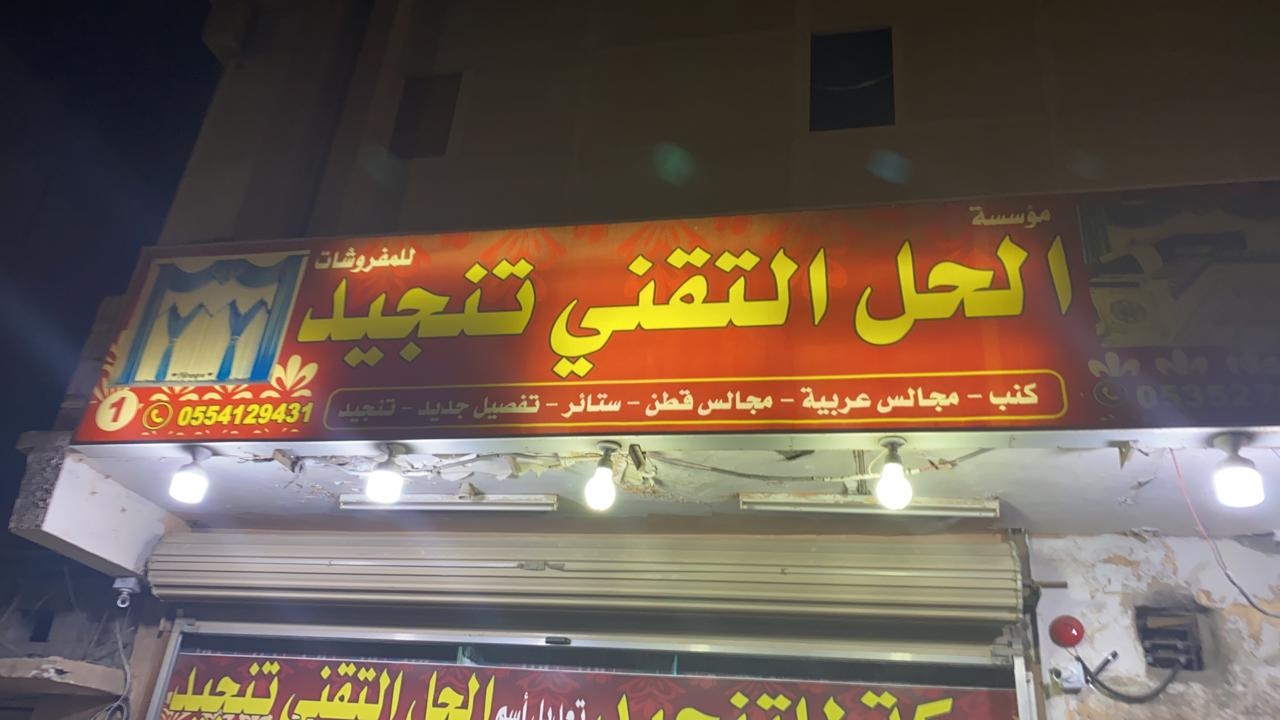 مؤسسة
الحل التقني تنجيد
للمفروشات
كنب - مجالس عربية - مجالس قطن - ستائر - تفصيل جديد - تنجيد
1
0554129431
الحل التقني تنجيد